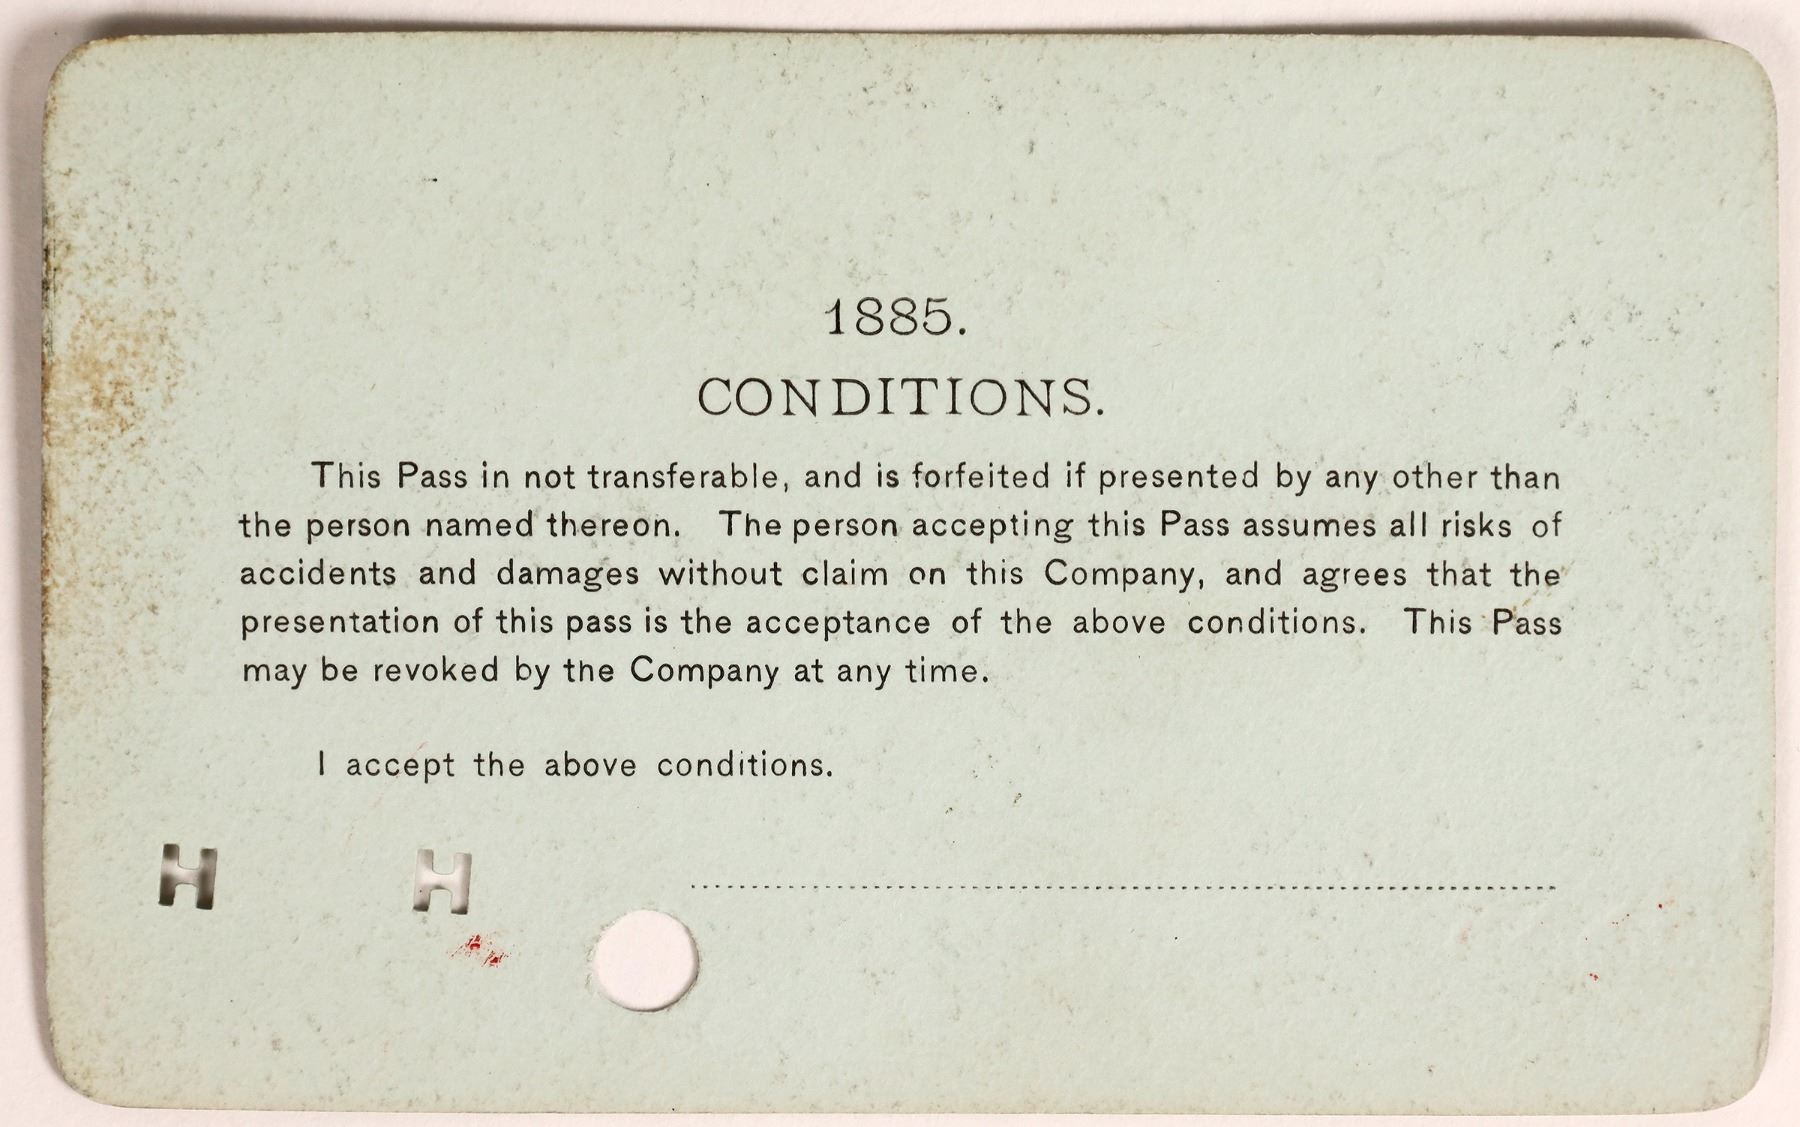 1885.
CONDITIONS.
This Pass in not transferable, and is forfeited if presented by any other than
the person named thereon. The person accepting this Pass assumes all risks of
accidents and damages without claim on this Company, and agrees that the
presentation of this pass is the acceptance of the above conditions. This Pass
may be revoked by the Company at any time.
I accept the above conditions.
H H